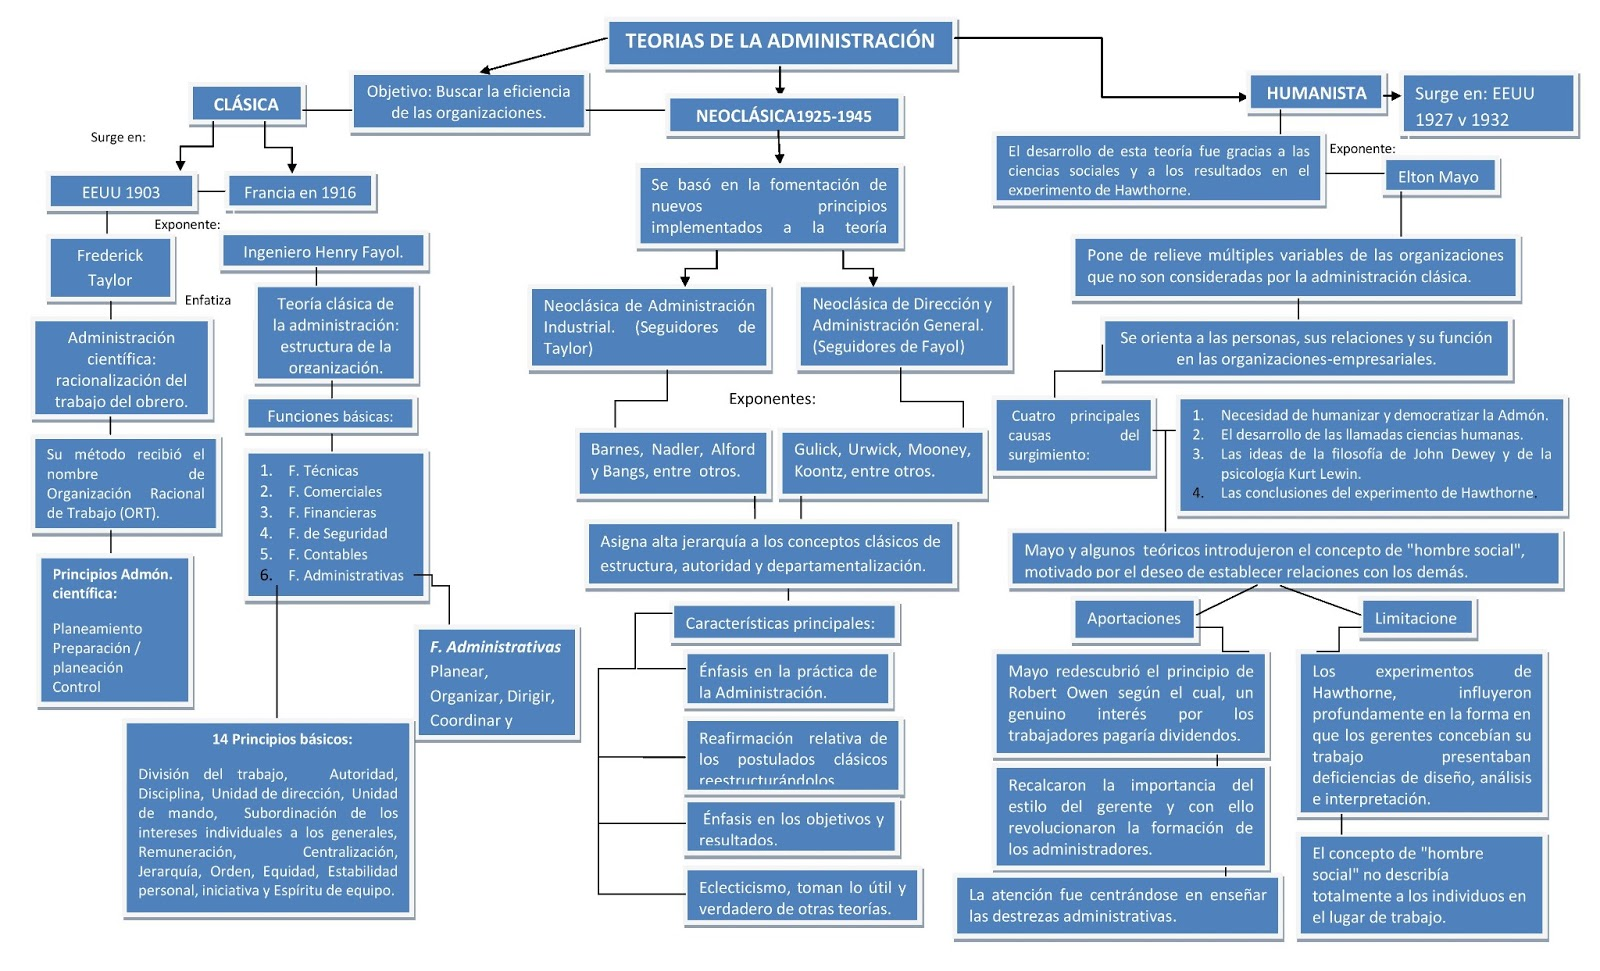 TEORIAS DE LA ADMINISTRACIÓN
CLÁSICA
Objetivo: Buscar la eficiencia
de las organizaciones.
NEOCLÁSICA1925-1945
HUMANISTA
Surge en: EEUU
1927 v 1932
Surge en:
EEUU 1903
Francia en 1916
Exponente:
Frederick
Taylor
Ingeniero Henry Fayol.
Enfatiza
Administración
científica:
racionalización del
trabajo del obrero.
Teoría clásica de
la administración:
estructura de la
organización.
Su método recibió el
nombre de
Organización Racional
de Trabajo (ORT).
Funciones básicas:
1. F. Técnicas
2. F. Comerciales
3. F. Financieras
4. F. de Seguridad
5. F. Contables
6. F. Administrativas
Principios Admón.
científica:
Planeamiento
Preparación /
planeación
Control
F. Administrativas
Planear,
Organizar, Dirigir,
Coordinar y
14 Principios básicos:
División del trabajo, Autoridad,
Disciplina, Unidad de dirección, Unidad
de mando, Subordinación de los
intereses individuales a los generales,
Remuneración, Centralización,
Jerarquía, Orden, Equidad, Estabilidad
personal, iniciativa y Espíritu de equipo.
Se basó en la fomentación de
nuevos principios
implementados a la teoría
Neoclásica de Administración
Industrial. (Seguidores de
Taylor)
Neoclásica de Dirección y
Administración General.
(Seguidores de Fayol)
Exponentes:
Barnes, Nadler, Alford
y Bangs, entre otros.
Gulick, Urwick, Mooney,
Koontz, entre otros.
Asigna alta jerarquía a los conceptos clásicos de
estructura, autoridad y departamentalización.
Características principales:
Énfasis en la práctica de
la Administración.
Reafirmación relativa de
los postulados clásicos
reestructurándolos
Énfasis en los objetivos y
resultados.
Eclecticismo, toman lo útil y
verdadero de otras teorías.
El desarrollo de esta teoría fue gracias a las
ciencias sociales y a los resultados en el
experimento de Hawthorne.
Exponente:
Elton Mayo
Pone de relieve múltiples variables de las organizaciones
que no son consideradas por la administración clásica.
Se orienta a las personas, sus relaciones y su función
en las organizaciones-empresariales.
Cuatro principales
causas del
surgimiento:
1. Necesidad de humanizar y democratizar la Admón.
2. El desarrollo de las llamadas ciencias humanas.
3. Las ideas de la filosofía de John Dewey y de la
psicología Kurt Lewin.
4. Las conclusiones del experimento de Hawthorne.
Mayo y algunos teóricos introdujeron el concepto de "hombre social",
motivado por el deseo de establecer relaciones con los demás.
Aportaciones
Limitacione
Mayo redescubrió el principio de
Robert Owen según el cual, un
genuino interés por los
trabajadores pagaría dividendos.
Recalcaron la importancia del
estilo del gerente y con ello
revolucionaron la formación de
los administradores.
La atención fue centrándose en enseñar
las destrezas administrativas.
Los experimentos de
Hawthorne, influyeron
profundamente en la forma en
que los gerentes concebían su
trabajo presentaban
deficiencias de diseño, análisis
e interpretación.
El concepto de "hombre
social" no describía
totalmente a los individuos en
el lugar de trabajo.